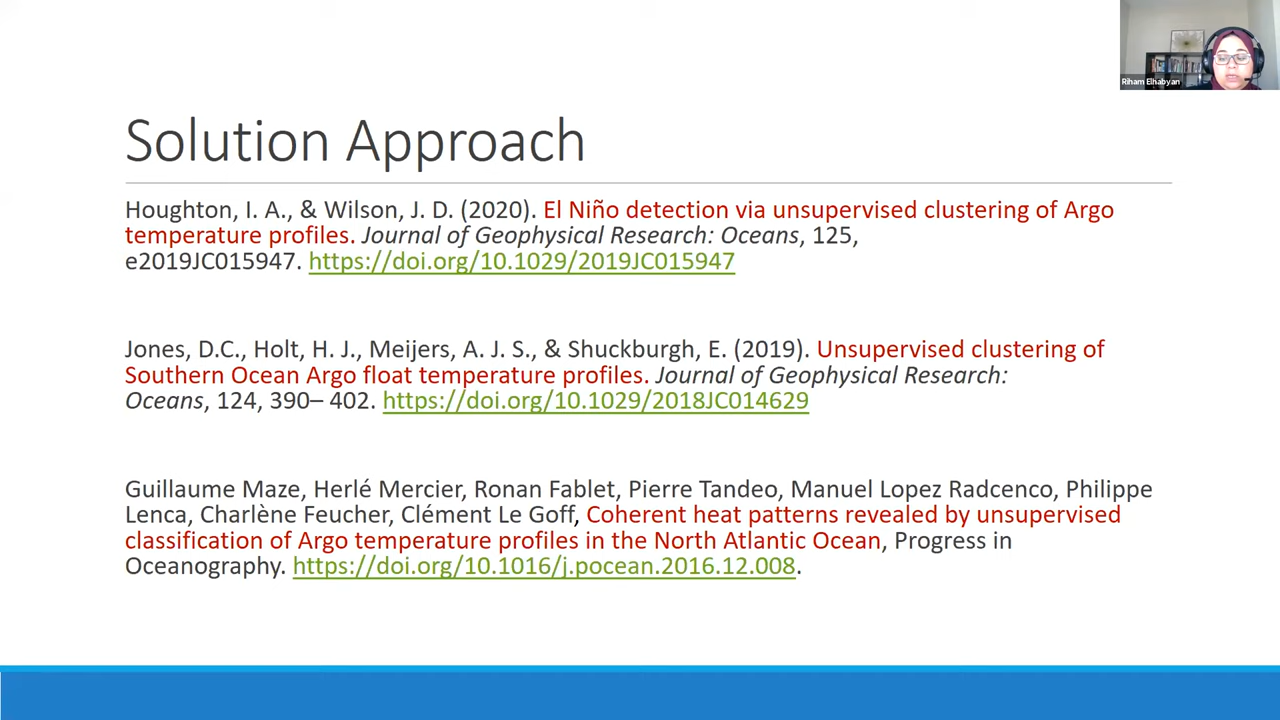 Riham Elhabyan
Solution Approach
Houghton, I. A., & Wilson, J. D. (2020). El Niño detection via unsupervised clustering of Argo
temperature profiles. Journal of Geophysical Research: Oceans, 125,
e2019JC015947. https://doi.org/10.1029/2019JC015947
Jones, D.C., Holt, H. J., Meijers, A. J. S., & Shuckburgh, E. (2019). Unsupervised clustering of
Southern Ocean Argo float temperature profiles. Journal of Geophysical Research:
Oceans, 124, 390– 402. https://doi.org/10.1029/2018JC014629
Guillaume Maze, Herlé Mercier, Ronan Fablet, Pierre Tandeo, Manuel Lopez Radcenco, Philippe
Lenca, Charlène Feucher, Clément Le Goff, Coherent heat patterns revealed by unsupervised
classification of Argo temperature profiles in the North Atlantic Ocean, Progress in
Oceanography. https://doi.org/10.1016/j.pocean.2016.12.008.